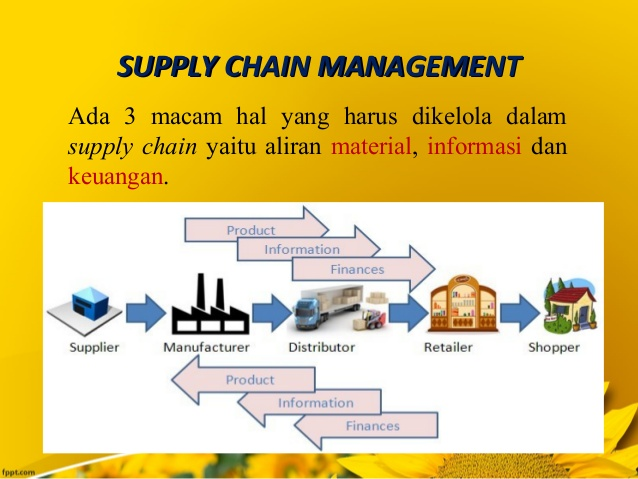 SUPPLY CHAIN MANAGEMENT
Ada 3 macam hal yang harus dikelola dalam
supply chain yaitu aliran material, informasi dan
keuangan.
Product
Information
Finances
Supplier
Manufacturer
Distributor
Retailer
Shopper
Product
Information
Finances
fppt.com